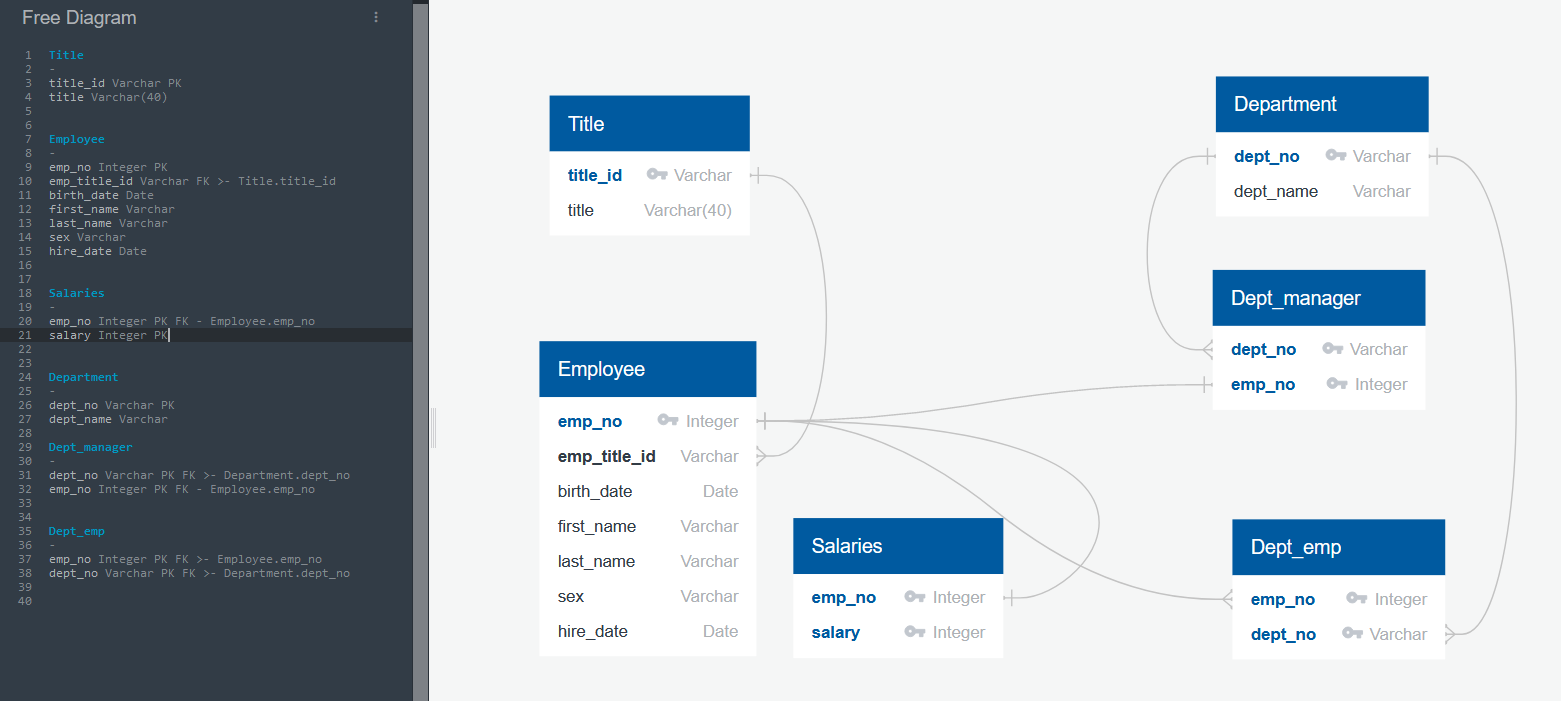 Free Diagram
1 Title
2 -
3 title_id Varchar PK
4 title Varchar(40)
5
6
7 Employee
8 -
9 emp_no Integer PK
10 emp_title_id Varchar FK >- Title.title_id
11 birth_date Date
12 first_name Varchar
13 last_name Varchar
14 sex Varchar
15 hire_date Date
16
17
18 Salaries
19 -
20 emp_no Integer PK FK - Employee.emp_no
21 salary Integer PK
22
23
24 Department
25 -
26 dept_no Varchar PK
27 dept_name Varchar
28
29 Dept_manager
30 -
31 dept_no Varchar PK FK >- Department.dept_no
32 emp_no Integer PK FK - Employee.emp_no
33
34
35 Dept_emp
36 -
37 emp_no Integer PK FK >- Employee.emp_no
38 dept_no Varchar PK FK >- Department.dept_no
39
40
Title
title_id Varchar
title Varchar(40)
Employee
emp_no Integer
emp_title_id Varchar
birth_date Date
first_name Varchar
last_name Varchar
sex Varchar
hire_date Date
Salaries
emp_no Integer
salary Integer
Department
dept_no Varchar
dept_name Varchar
Dept_manager
dept_no Varchar
emp_no Integer
Dept_emp
emp_no Integer
dept_no Varchar